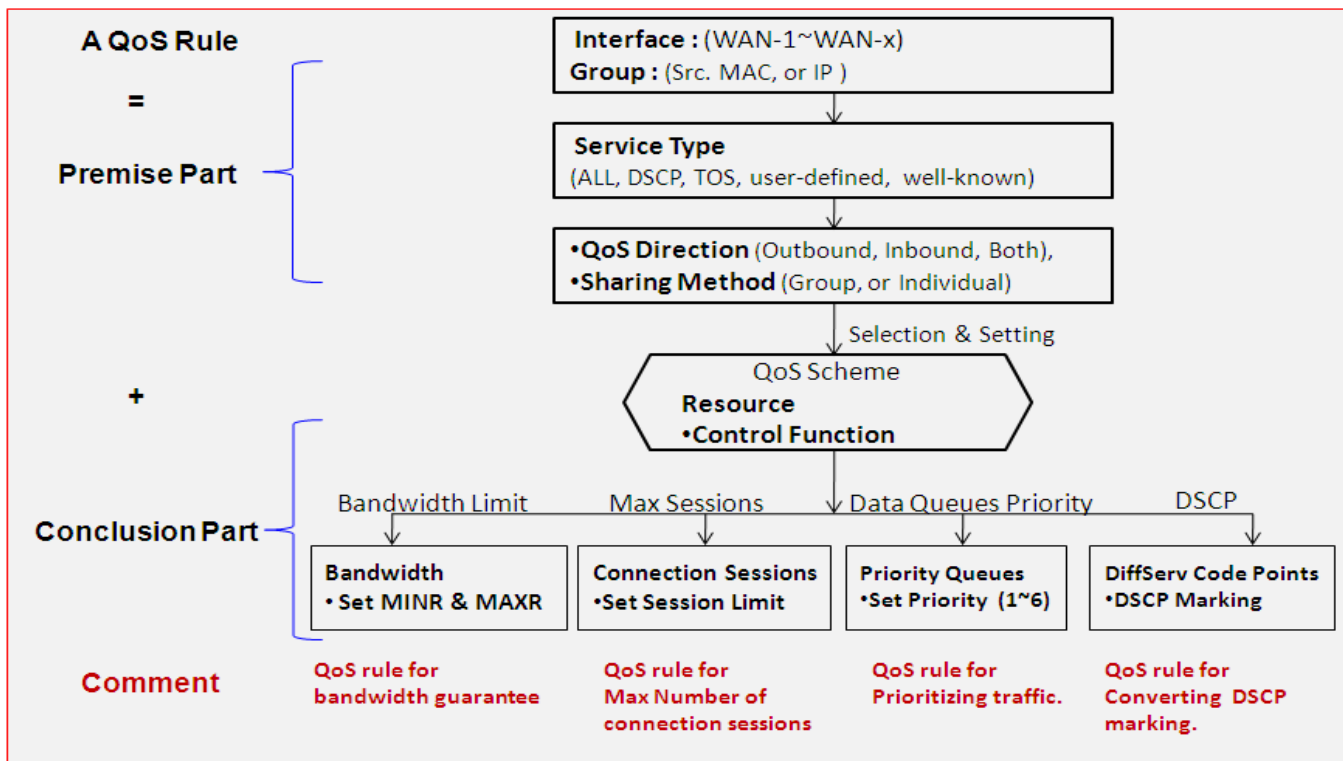 A QoS Rule
=
Premise Part
+
Conclusion Part
Interface : (WAN-1~WAN-x)
Group : (Src. MAC, or IP )
Service Type
(ALL, DSCP, TOS, user-defined, well-known)
•QoS Direction (Outbound, Inbound, Both),
•Sharing Method (Group, or Individual)
Selection & Setting
QoS Scheme
Resource
•Control Function
Bandwidth Limit
Max Sessions
Data Queues Priority
DSCP
Bandwidth
• Set MINR & MAXR
Connection Sessions
•Set Session Limit
Priority Queues
•Set Priority (1~6)
DiffServ Code Points
•DSCP Marking
Comment
QoS rule for
bandwidth guarantee
QoS rule for
Max Number of
connection sessions
QoS rule for
Prioritizing traffic.
QoS rule for
Converting DSCP
marking.